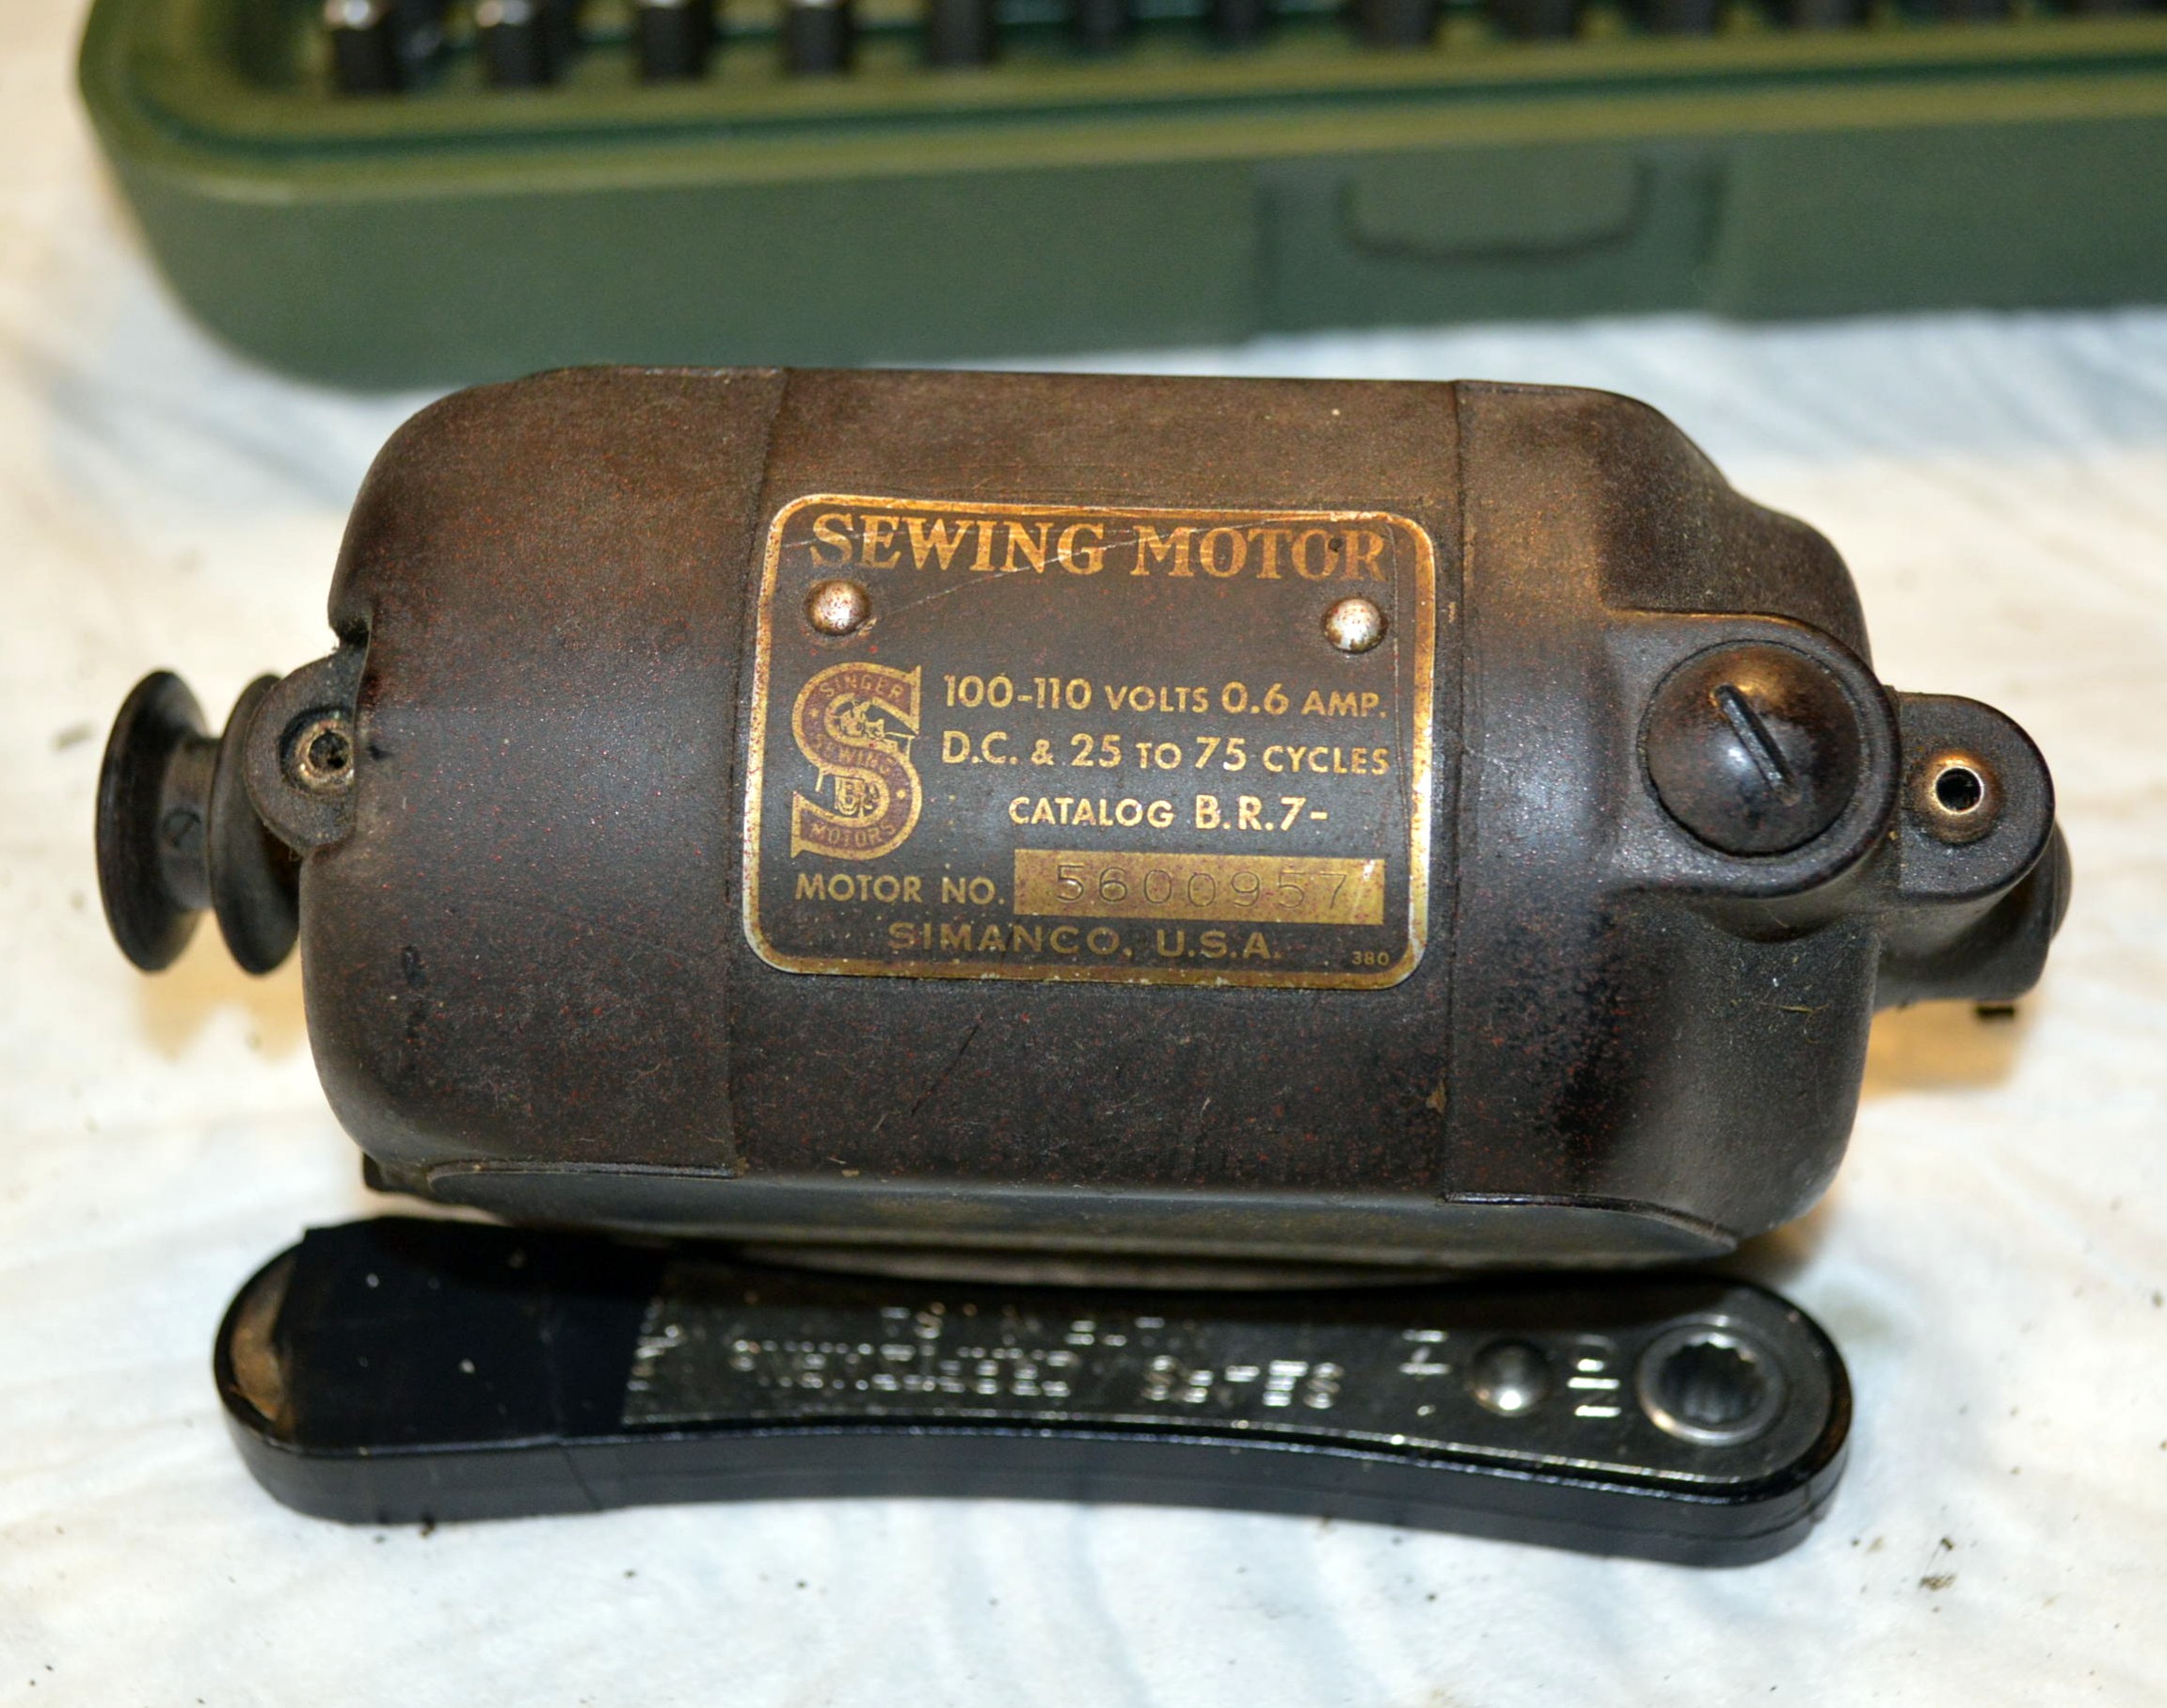 SEWING MOTOR
SINGER
SEWING
MOTORS
100-110 VOLTS 0.6 AMP.
D.C. & 25 TO 75 CYCLES
CATALOG B.R.7-
MOTOR NO. 5600957
SIMANCO, U.S.A. 380